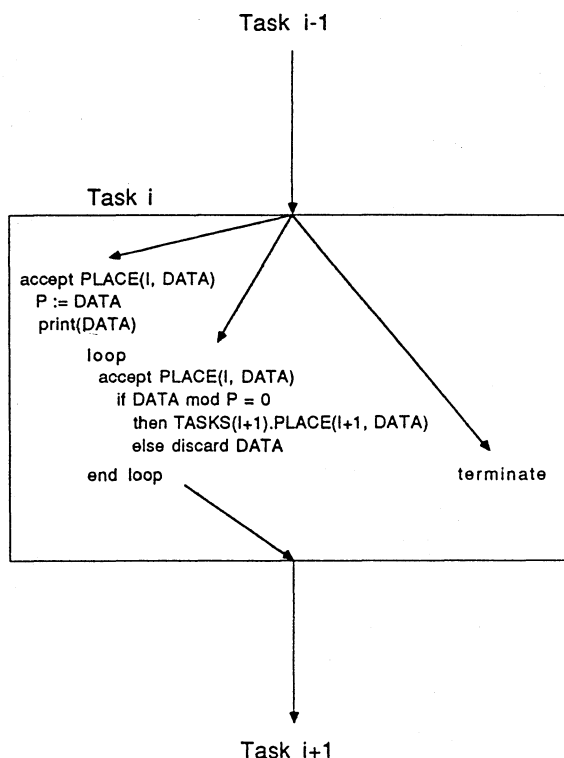 Task i-1
Task i
accept PLACE(I, DATA)
P := DATA
print(DATA)
loop
accept PLACE(I, DATA)
if DATA mod P = 0
then TASKS(I+1).PLACE(I+1, DATA)
else discard DATA
end loop
terminate
Task i+1